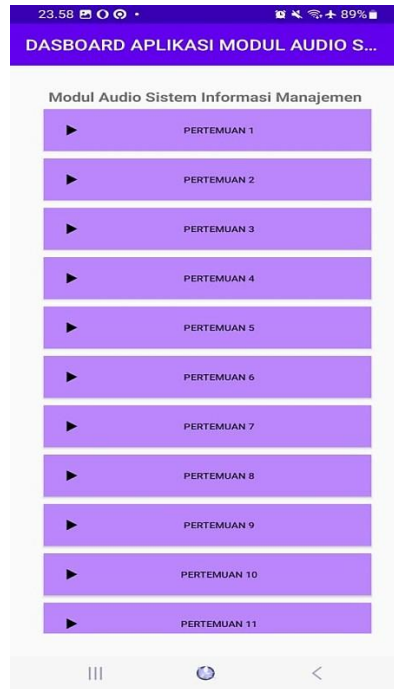 23.58 89%
DASBOARD APLIKASI MODUL AUDIO S...
Modul Audio Sistem Informasi Manajemen
PERTEMUAN 1
PERTEMUAN 2
PERTEMUAN 3
PERTEMUAN 4
PERTEMUAN 5
PERTEMUAN 6
PERTEMUAN 7
PERTEMUAN 8
PERTEMUAN 9
PERTEMUAN 10
PERTEMUAN 11